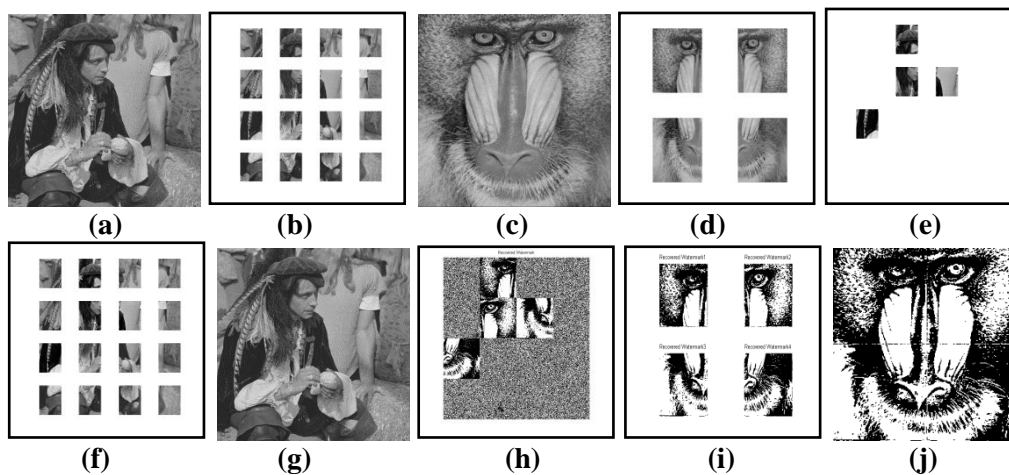 (a) (b) (c) (d) (e)
Recovered Watermark
Recovered Watermark1 Recovered Watermark2
Recovered Watermark3 Recovered Watermark4
(f) (g) (h) (i) (j)